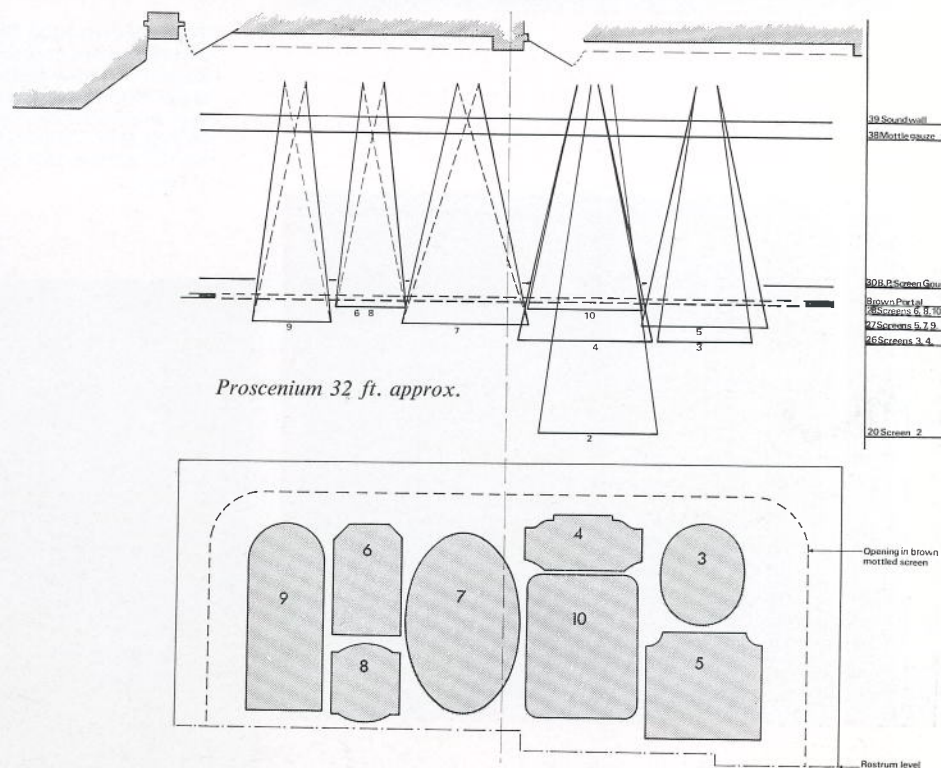 39 Soundwall
38 Mottle gauze
30 B.P. Screen Gou
Brown Portal
28 Screens 6, 8, 10
27 Screens 5, 7, 9.
26 Screens 3, 4.
9
6 8
7
10
4
5
3
Proscenium 32 ft. approx.
2
20 Screen 2
9
6
7
4
3
Opening in brown
mottled screen
8
10
5
Rostrum level